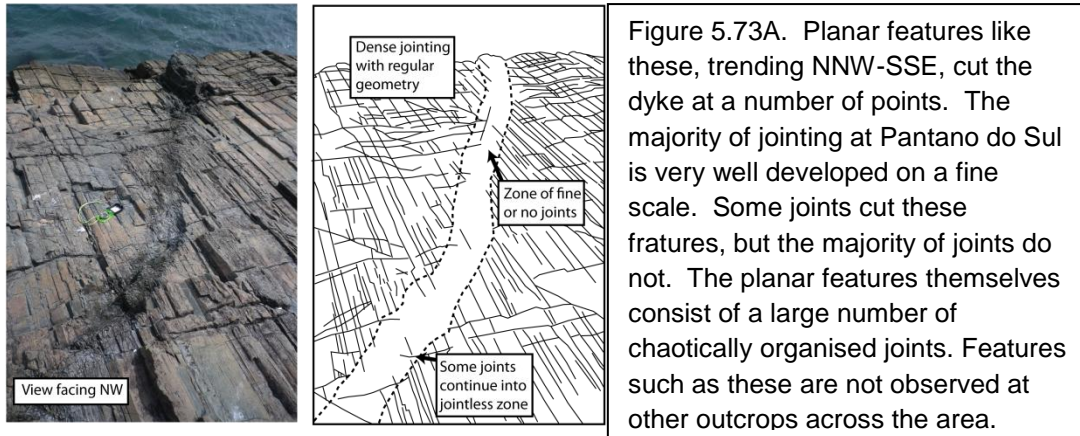 View facing NW
Dense jointing
with regular
geometry
Zone of fine
or no joints
Some joints
continue into
jointless zone
Figure 5.73A. Planar features like
these, trending NNW-SSE, cut the
dyke at a number of points. The
majority of jointing at Pantano do Sul
is very well developed on a fine
scale. Some joints cut these
fratures, but the majority of joints do
not. The planar features themselves
consist of a large number of
chaotically organised joints. Features
such as these are not observed at
other outcrops across the area.